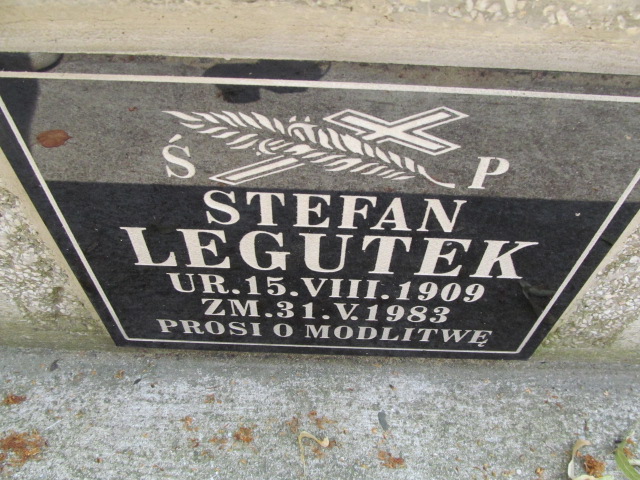 Ś P
STEFAN
LEGUTEK
UR.15.VIII.1909
ZM.31.V.1983
PROSI O MODLITWĘ